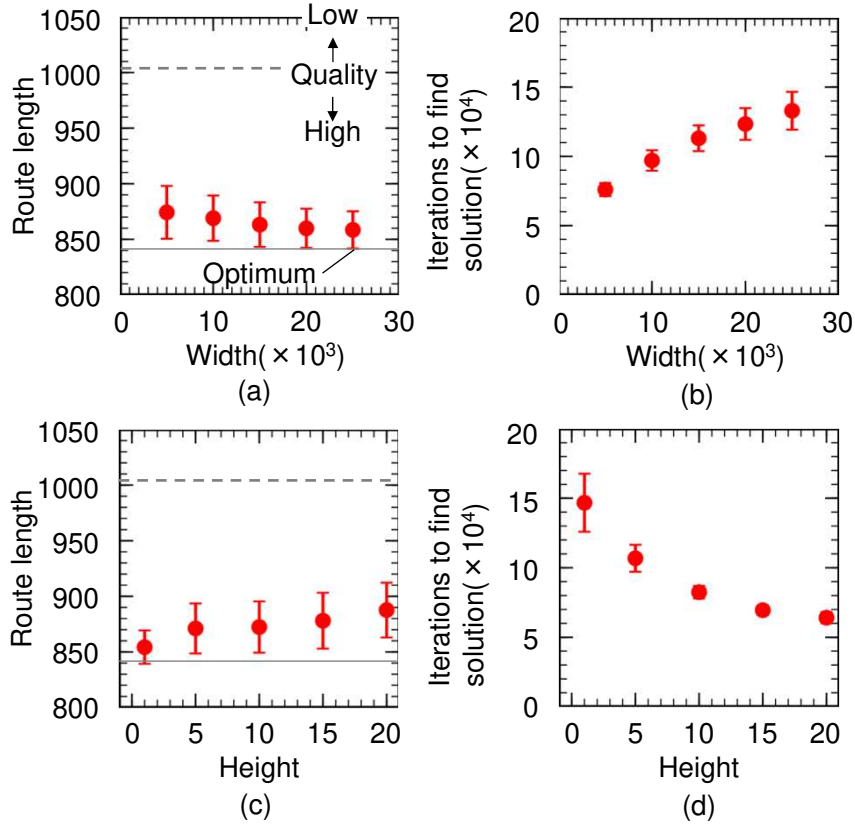 1050
1000
950
900
850
800
Route length
Low
Quality
High
Optimum
0
10
20
30
Width(×10³)
(a)
20
15
10
5
0
Iterations to find
solution(×10⁴)
0
10
20
30
Width(×10³)
(b)
1050
1000
950
900
850
800
Route length
0
5
10
15
20
Height
(c)
20
15
10
5
0
Iterations to find
solution(×10⁴)
0
5
10
15
20
Height
(d)